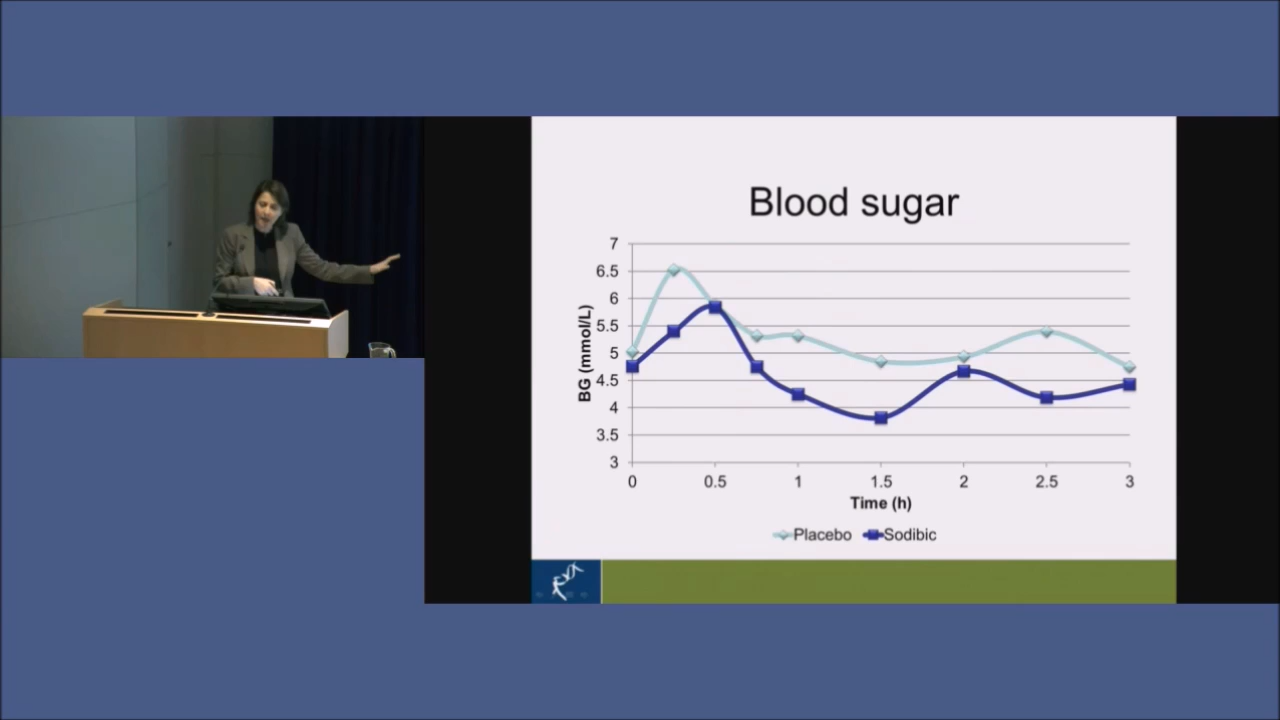 Blood sugar
7
6.5
6
5.5
5
4.5
4
3.5
3
BG (mmol/L)
0 0.5 1 1.5 2 2.5 3
Time (h)
Placebo Sodibic